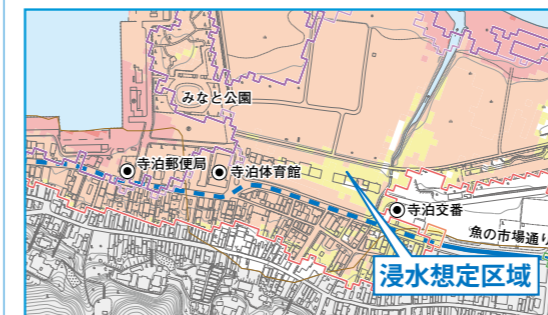 みなと公園
寺泊郵便局
寺泊体育館
寺泊交番
魚の市場通り
浸水想定区域